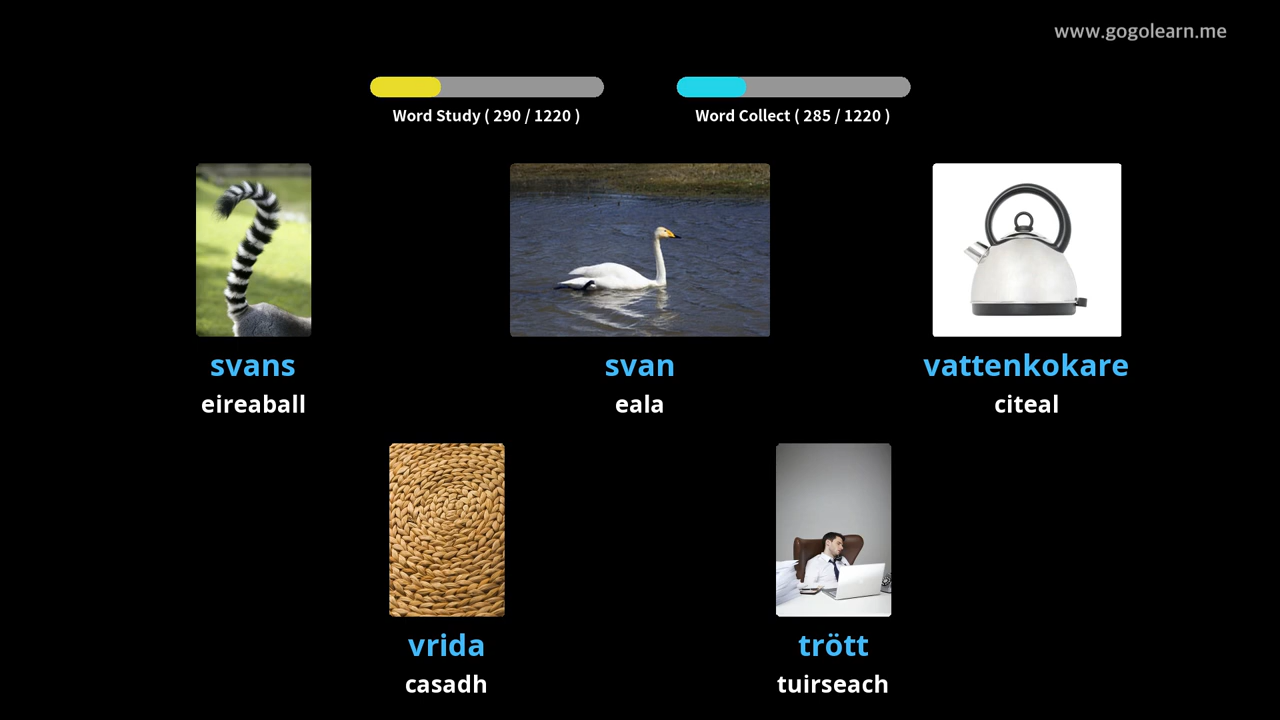 www.gogolearn.me
Word Study ( 290 / 1220 )
Word Collect ( 285 / 1220 )
svans
eireaball
svan
eala
vattenkokare
citeal
vrida
casadh
trött
tuirseach